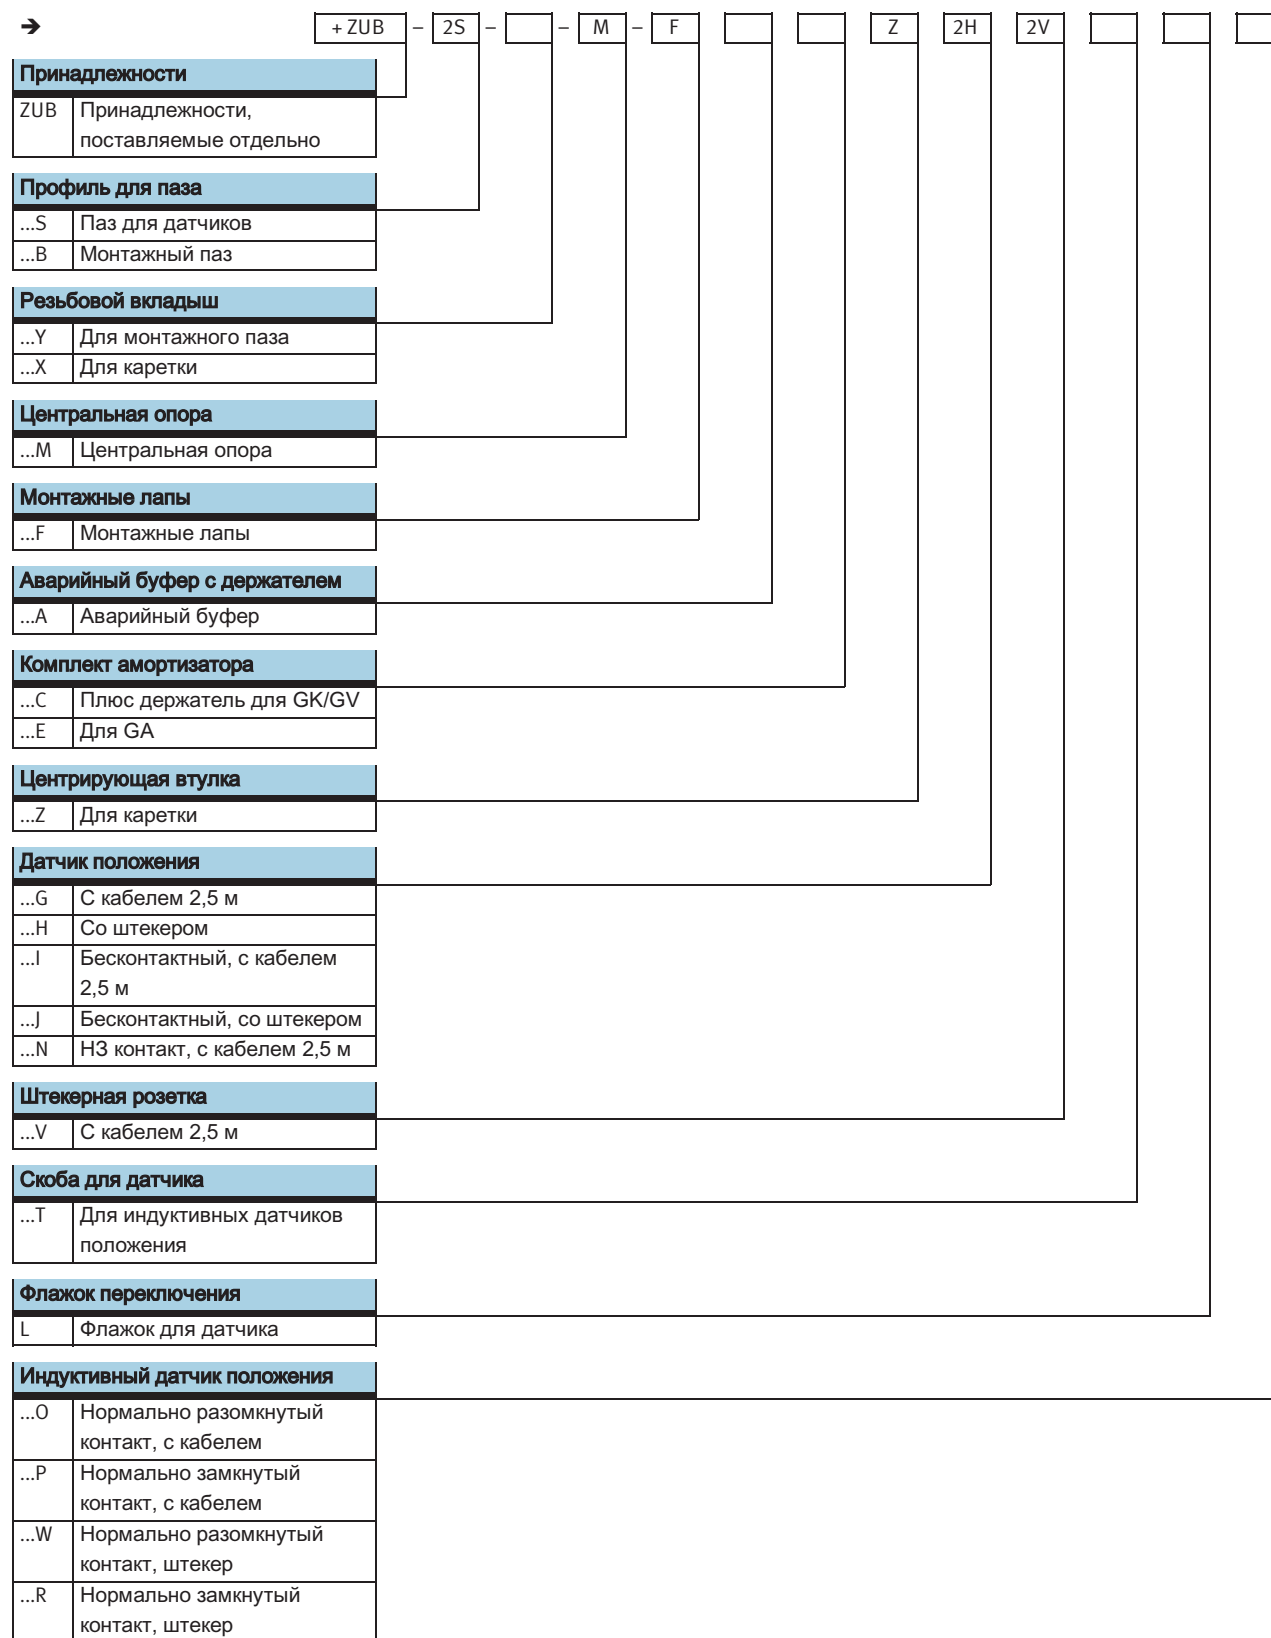 ➔ + ZUB – 2S – – M – F Z 2H 2V
Принадлежности
ZUB Принадлежности,
поставляемые отдельно
Профиль для паза
...S Паз для датчиков
...B Монтажный паз
Резьбовой вкладыш
...Y Для монтажного паза
...X Для каретки
Центральная опора
...M Центральная опора
Монтажные лапы
...F Монтажные лапы
Аварийный буфер с держателем
...A Аварийный буфер
Комплект амортизатора
...C Плюс держатель для GK/GV
...E Для GA
Центрирующая втулка
...Z Для каретки
Датчик положения
...G С кабелем 2,5 м
...H Со штекером
...I Бесконтактный, с кабелем
2,5 м
...J Бесконтактный, со штекером
...N НЗ контакт, с кабелем 2,5 м
Штекерная розетка
...V С кабелем 2,5 м
Скоба для датчика
...T Для индуктивных датчиков
положения
Флажок переключения
L Флажок для датчика
Индуктивный датчик положения
...O Нормально разомкнутый
контакт, с кабелем
...P Нормально замкнутый
контакт, с кабелем
...W Нормально разомкнутый
контакт, штекер
...R Нормально замкнутый
контакт, штекер